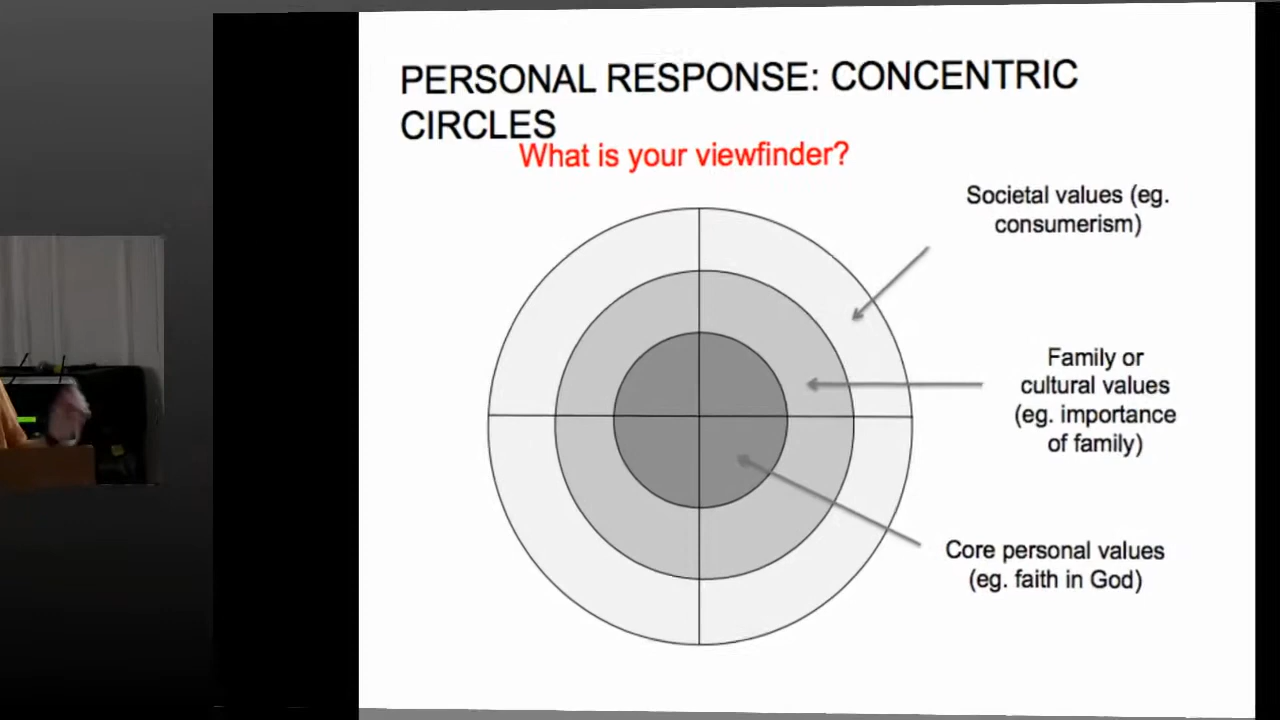 PERSONAL RESPONSE: CONCENTRIC
CIRCLES
What is your viewfinder?
Societal values (eg.
consumerism)
Family or
cultural values
(eg. importance
of family)
Core personal values
(eg. faith in God)